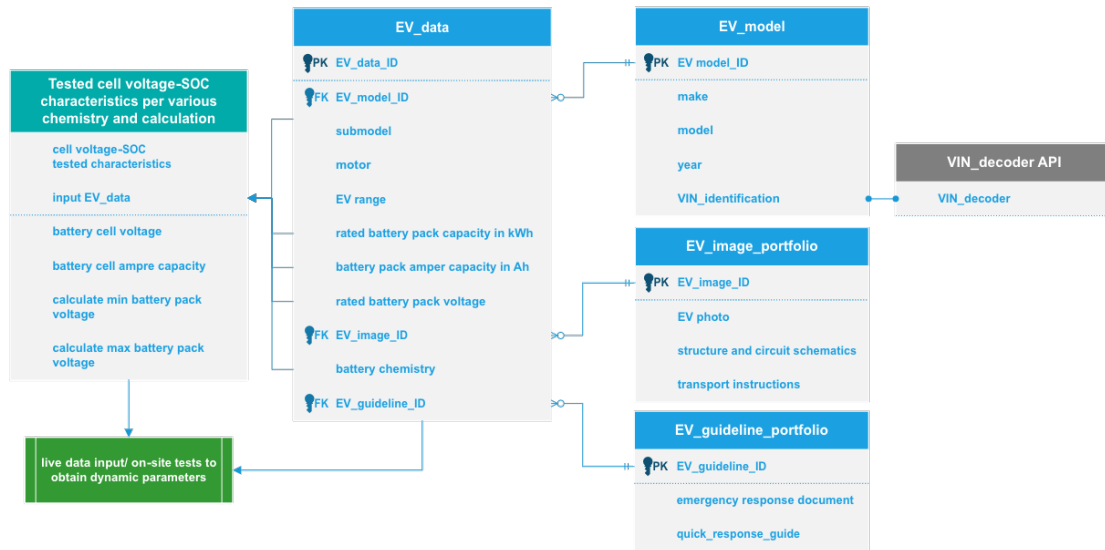 Tested cell voltage-SOC
characteristics per various
chemistry and calculation
cell voltage-SOC
tested characteristics
input EV_data
battery cell voltage
battery cell ampre capacity
calculate min battery pack
voltage
calculate max battery pack
voltage
live data input/ on-site tests to
obtain dynamic parameters
EV_data
PK EV_data_ID
FK EV_model_ID
submodel
motor
EV range
rated battery pack capacity in kWh
battery pack amper capacity in Ah
rated battery pack voltage
FK EV_image_ID
battery chemistry
FK EV_guideline_ID
EV_model
PK EV model_ID
make
model
year
VIN_identification
EV_image_portfolio
PK EV_image_ID
EV photo
structure and circuit schematics
transport instructions
EV_guideline_portfolio
PK EV_guideline_ID
emergency response document
quick_response_guide
VIN_decoder API
VIN_decoder